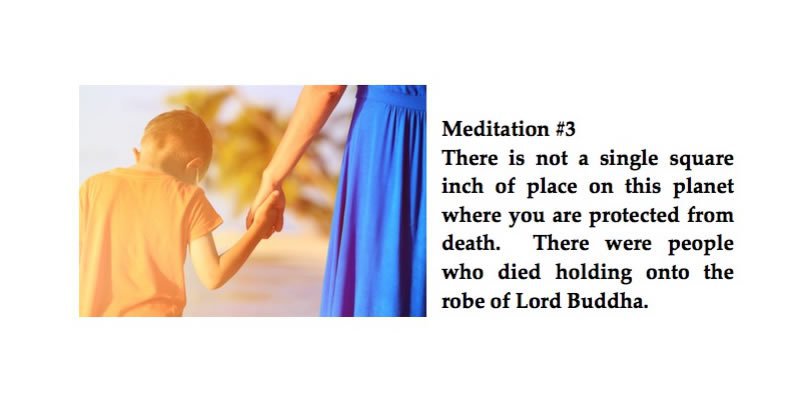 Meditation #3
There is not a single square
inch of place on this planet
where you are protected from
death. There were people
who died holding onto the
robe of Lord Buddha.